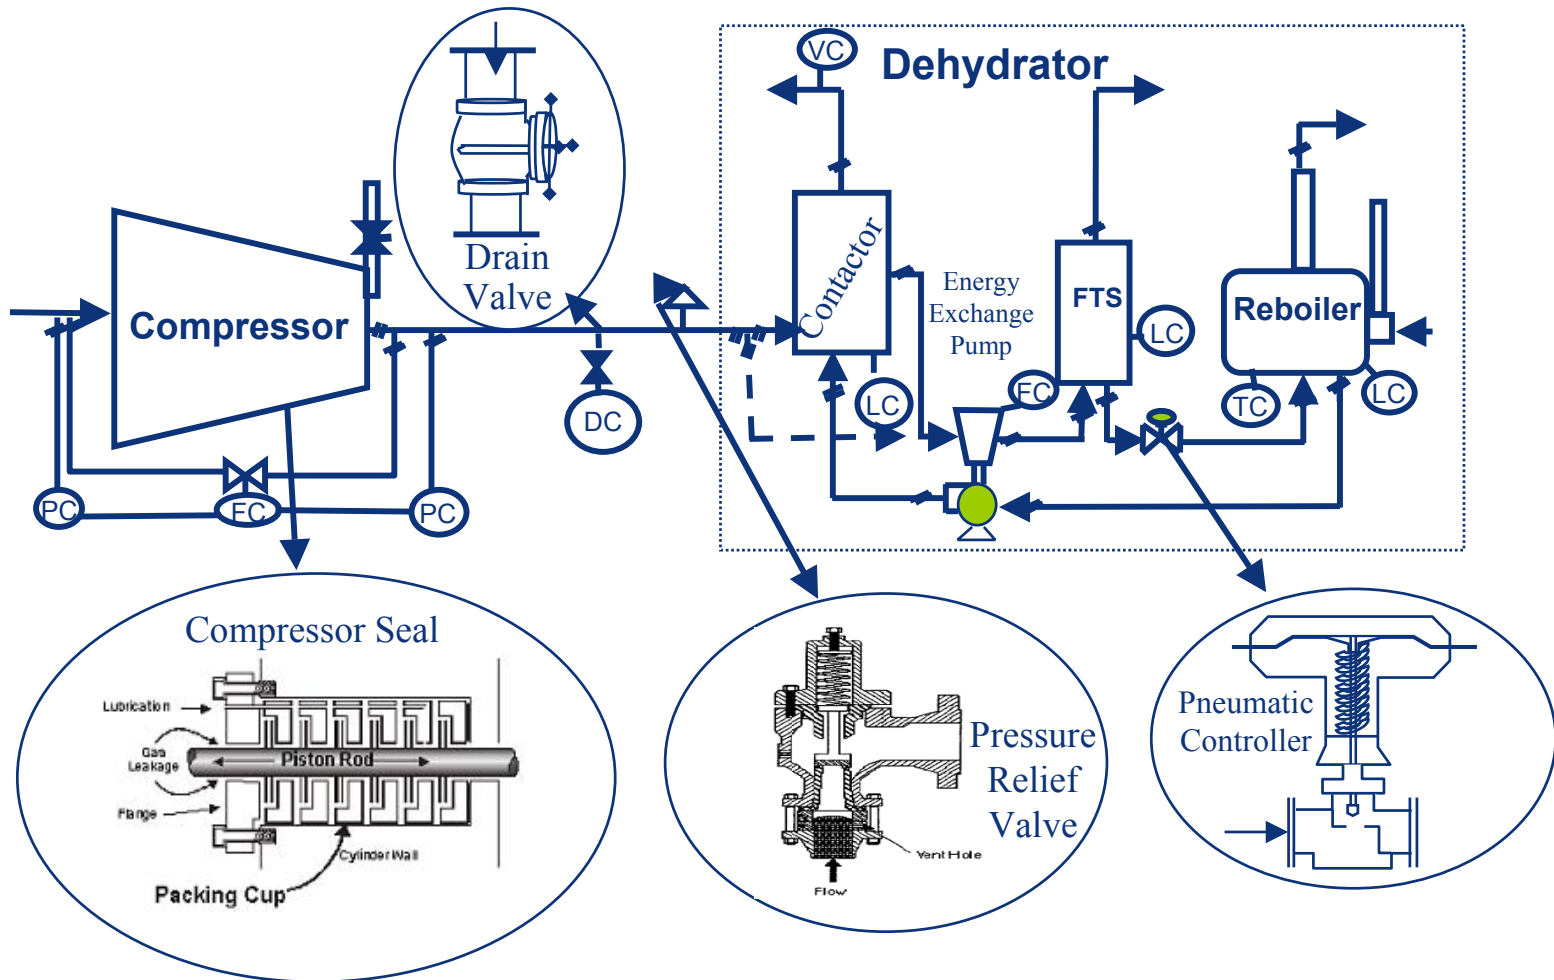 VC
Dehydrator
Drain
Valve
Contactor
Energy
Exchange
Pump
FTS
LC
Reboiler
Compressor
LC
FC
TC
LC
DC
PC
FC
PC
Compressor Seal
Lubrication
Gas
Leakage
Piston Rod
Flange
Cylinder Wall
Packing Cup
Pressure
Relief
Valve
Vent Hole
Flow
Pneumatic
Controller